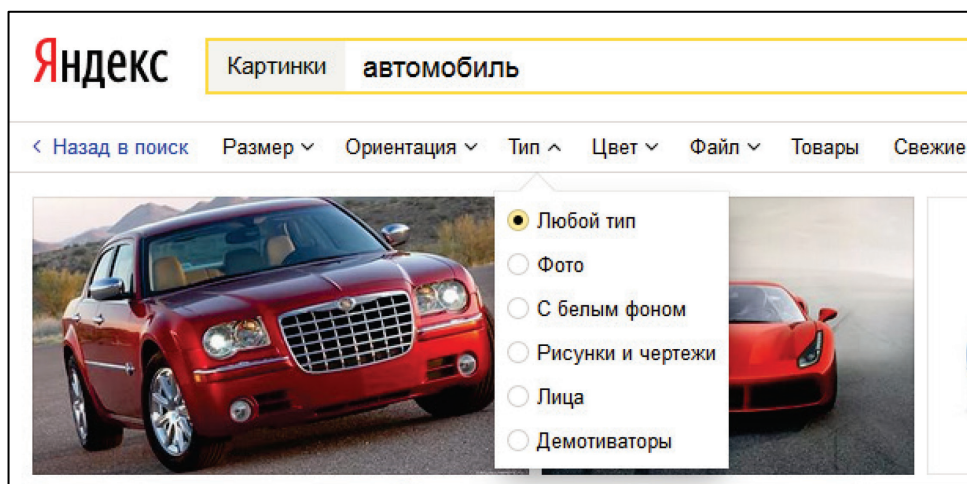 Яндекс
Картинки автомобиль
Назад в поиск Размер Ориентация Тип Цвет Файл Товары Свежие
Любой тип
Фото
С белым фоном
Рисунки и чертежи
Лица
Демотиваторы